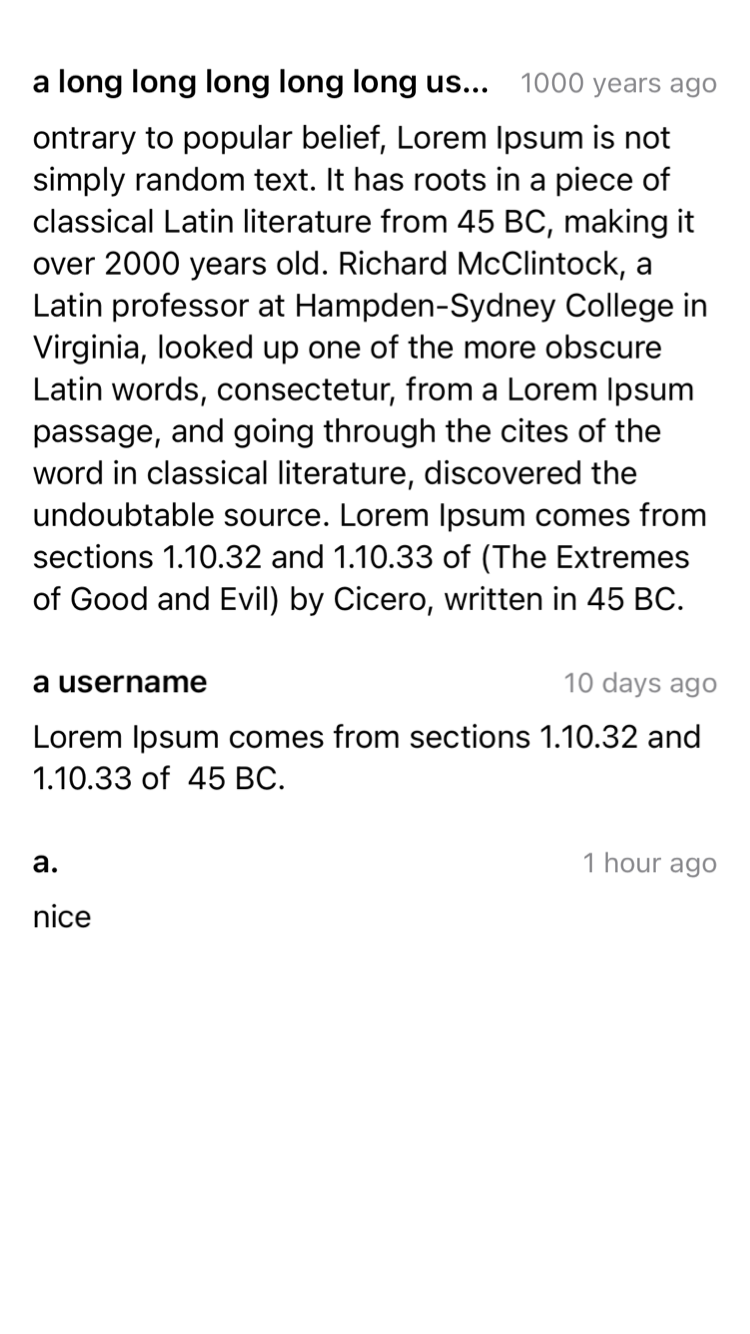 a long long long long long us... 1000 years ago
ontrary to popular belief, Lorem Ipsum is not
simply random text. It has roots in a piece of
classical Latin literature from 45 BC, making it
over 2000 years old. Richard McClintock, a
Latin professor at Hampden-Sydney College in
Virginia, looked up one of the more obscure
Latin words, consectetur, from a Lorem Ipsum
passage, and going through the cites of the
word in classical literature, discovered the
undoubtable source. Lorem Ipsum comes from
sections 1.10.32 and 1.10.33 of (The Extremes
of Good and Evil) by Cicero, written in 45 BC.
a username 10 days ago
Lorem Ipsum comes from sections 1.10.32 and
1.10.33 of  45 BC.
a. 1 hour ago
nice